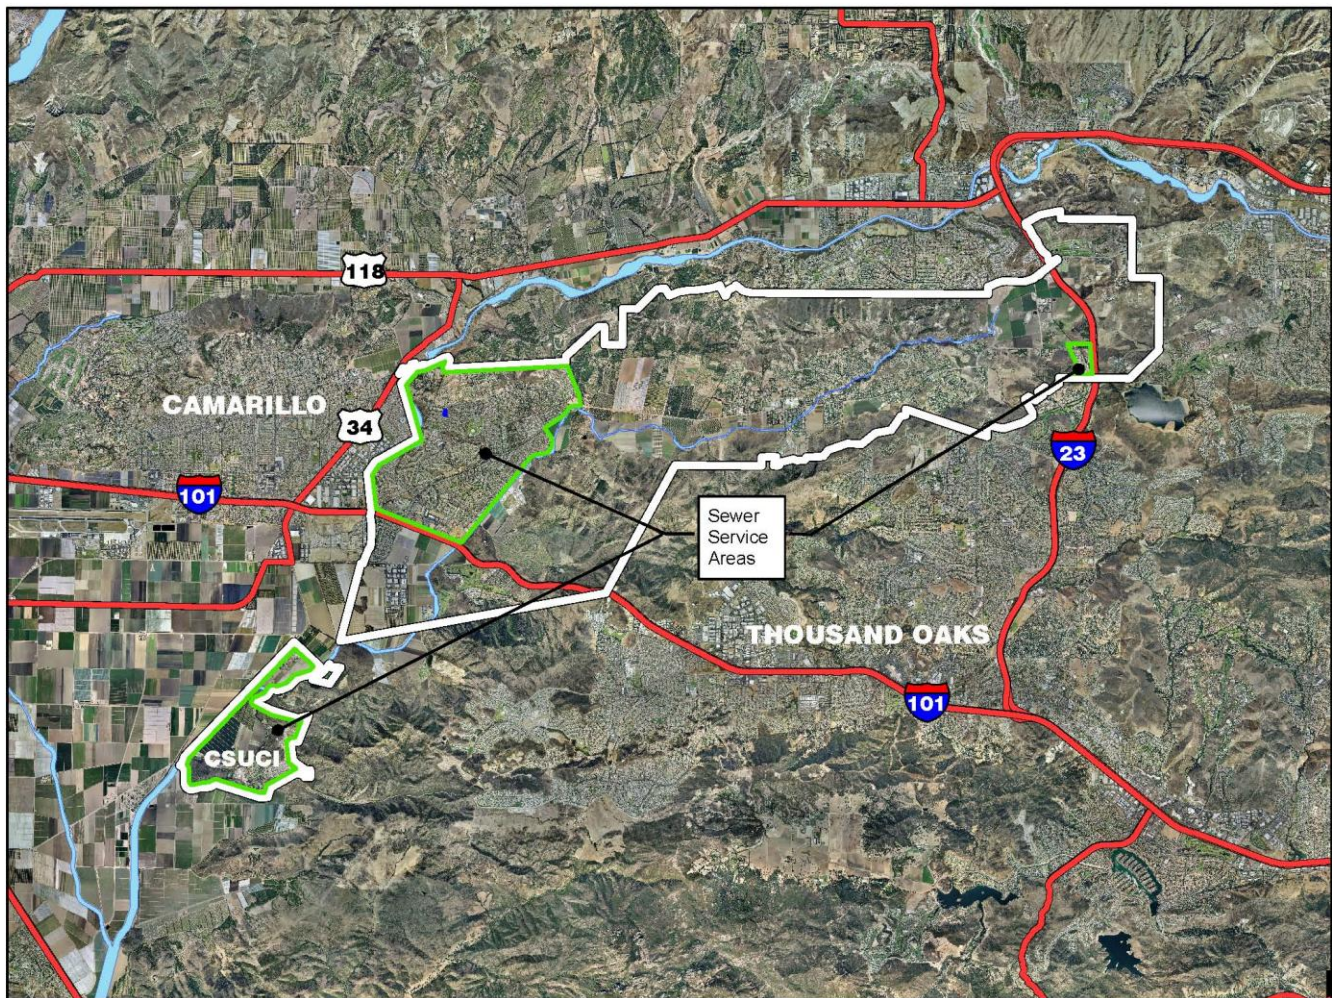 118
CAMARILLO
34
23
101
Sewer
Service
Areas
THOUSAND OAKS
101
CSUCI